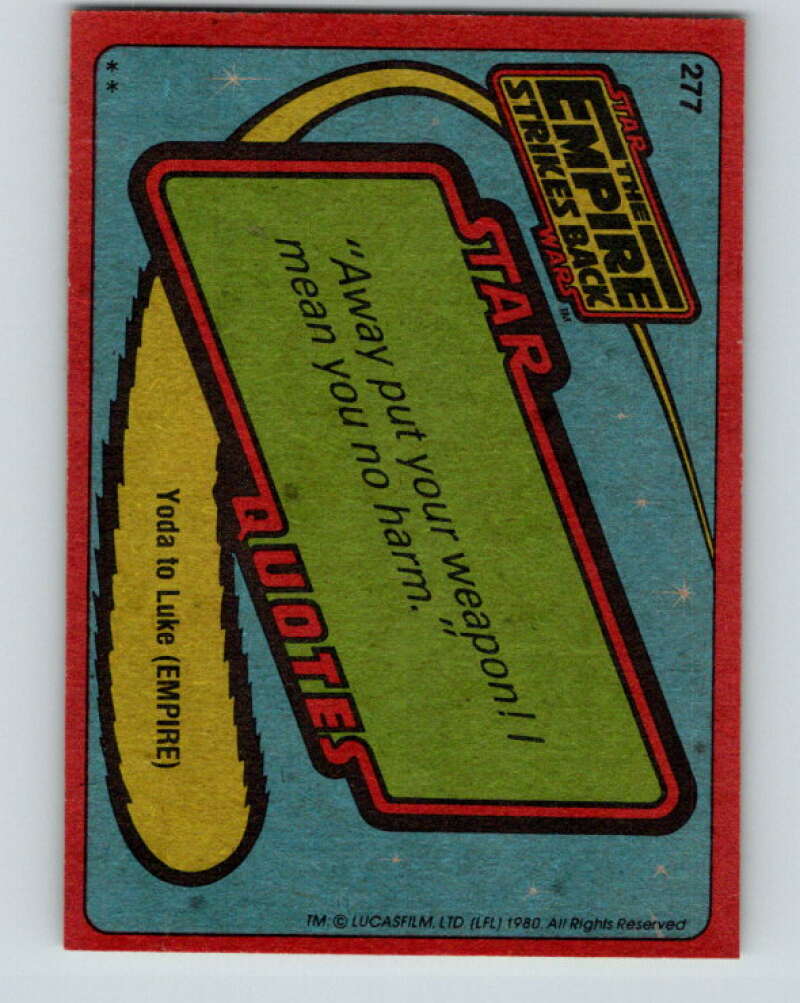 277
STAR
THE
EMPIRE
STRIKES BACK
WARS™
STAR
"Away put your weapon! I
mean you no harm."
QUOTES
Yoda to Luke (EMPIRE)
**
TM: © LUCASFILM, LTD. (LFL) 1980. All Rights Reserved